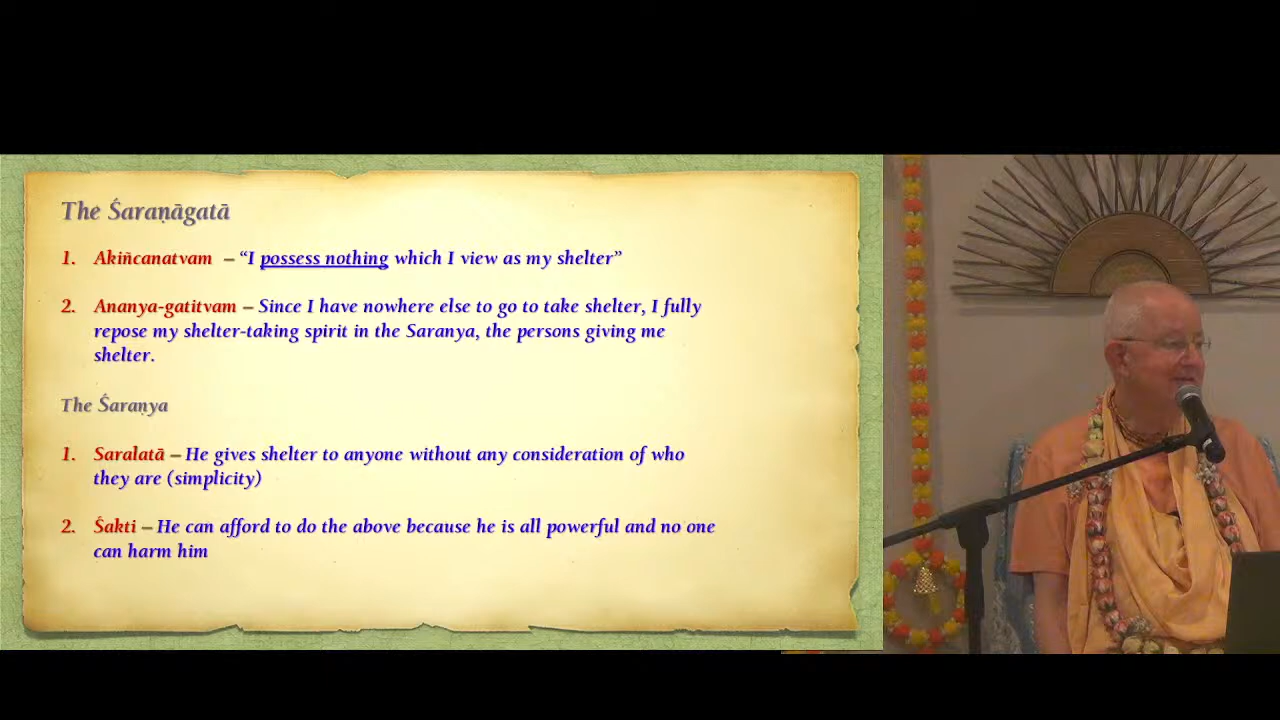 The Śaraṇāgatā
1. Akiñcanatvam – “I possess nothing which I view as my shelter”
2. Ananya-gatitvam – Since I have nowhere else to go to take shelter, I fully
repose my shelter-taking spirit in the Saranya, the persons giving me
shelter.
The Śaraṇya
1. Saralatā – He gives shelter to anyone without any consideration of who
they are (simplicity)
2. Śakti – He can afford to do the above because he is all powerful and no one
can harm him